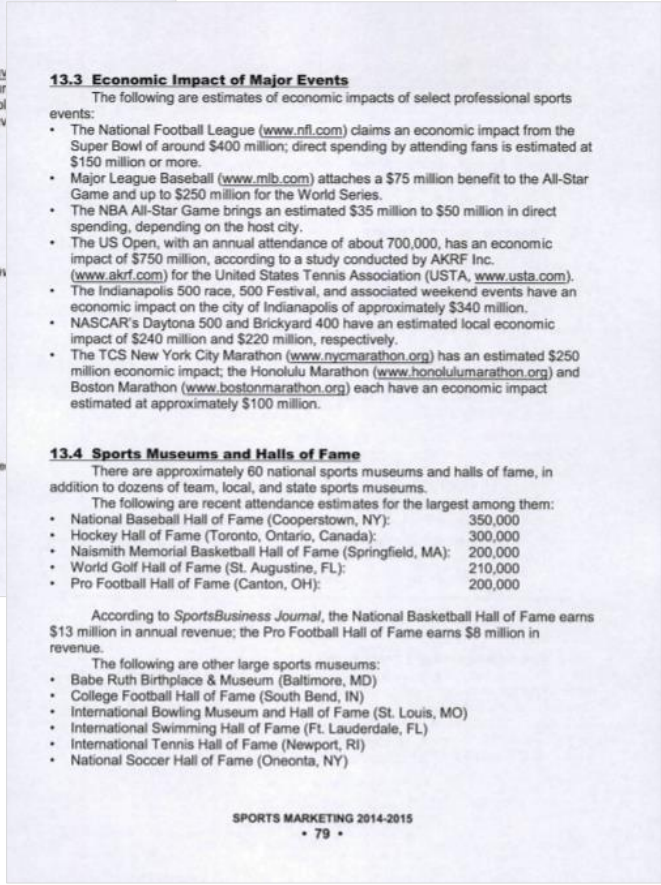 13.3 Economic Impact of Major Events
The following are estimates of economic impacts of select professional sports
events:
• The National Football League (www.nfl.com) claims an economic impact from the
Super Bowl of around $400 million; direct spending by attending fans is estimated at
$150 million or more.
• Major League Baseball (www.mlb.com) attaches a $75 million benefit to the All-Star
Game and up to $250 million for the World Series.
• The NBA All-Star Game brings an estimated $35 million to $50 million in direct
spending, depending on the host city.
• The US Open, with an annual attendance of about 700,000, has an economic
impact of $750 million, according to a study conducted by AKRF Inc.
(www.akrf.com) for the United States Tennis Association (USTA, www.usta.com).
• The Indianapolis 500 race, 500 Festival, and associated weekend events have an
economic impact on the city of Indianapolis of approximately $340 million.
• NASCAR's Daytona 500 and Brickyard 400 have an estimated local economic
impact of $240 million and $220 million, respectively.
• The TCS New York City Marathon (www.nycmarathon.org) has an estimated $250
million economic impact; the Honolulu Marathon (www.honolulumarathon.org) and
Boston Marathon (www.bostonmarathon.org) each have an economic impact
estimated at approximately $100 million.
13.4 Sports Museums and Halls of Fame
There are approximately 60 national sports museums and halls of fame, in
addition to dozens of team, local, and state sports museums.
The following are recent attendance estimates for the largest among them:
• National Baseball Hall of Fame (Cooperstown, NY): 350,000
• Hockey Hall of Fame (Toronto, Ontario, Canada): 300,000
• Naismith Memorial Basketball Hall of Fame (Springfield, MA): 200,000
• World Golf Hall of Fame (St. Augustine, FL): 210,000
• Pro Football Hall of Fame (Canton, OH): 200,000
According to SportsBusiness Journal, the National Basketball Hall of Fame earns
$13 million in annual revenue; the Pro Football Hall of Fame earns $8 million in
revenue.
The following are other large sports museums:
• Babe Ruth Birthplace & Museum (Baltimore, MD)
• College Football Hall of Fame (South Bend, IN)
• International Bowling Museum and Hall of Fame (St. Louis, MO)
• International Swimming Hall of Fame (Ft. Lauderdale, FL)
• International Tennis Hall of Fame (Newport, RI)
• National Soccer Hall of Fame (Oneonta, NY)
SPORTS MARKETING 2014-2015
• 79 •